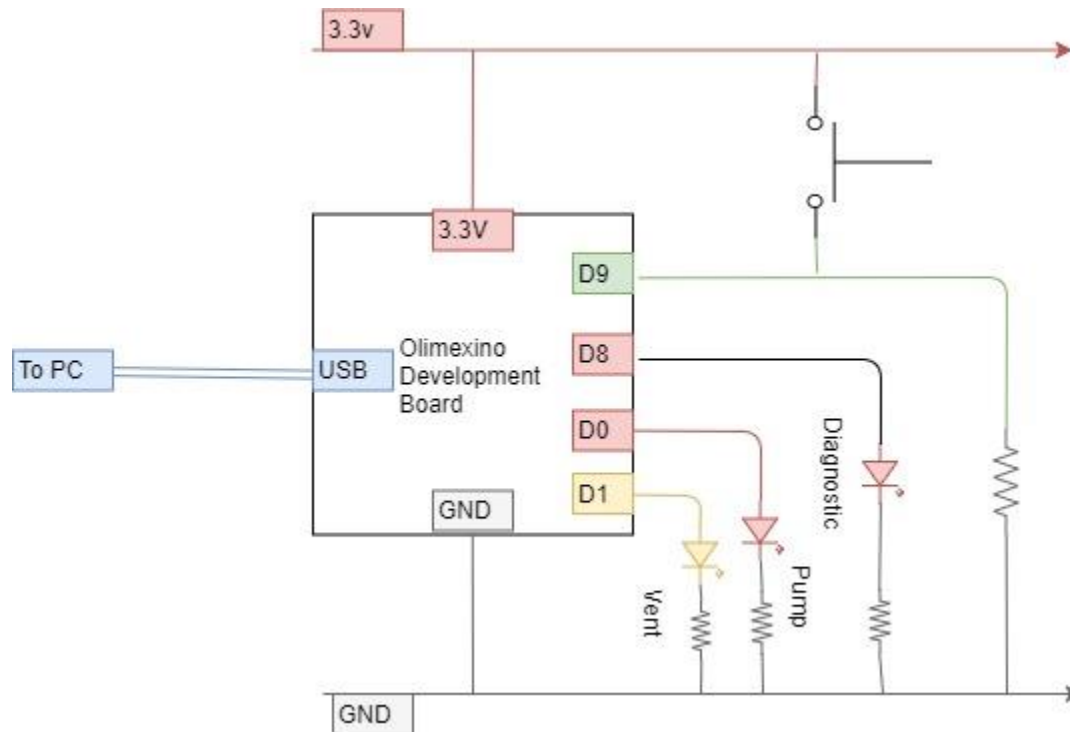 3.3v
3.3V
D9
D8
To PC
USB
Olimexino
Development
Board
D0
D1
GND
Diagnostic
Pump
Vent
GND